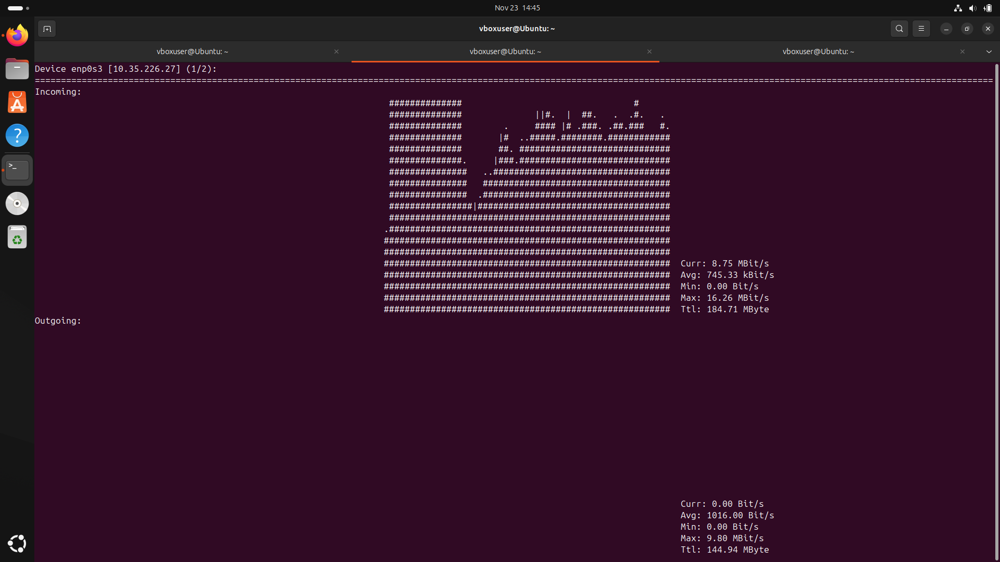 Nov 23 14:45
vboxuser@Ubuntu: ~
vboxuser@Ubuntu: ~
vboxuser@Ubuntu: ~
vboxuser@Ubuntu: ~
Device enp0s3 [10.35.226.27] (1/2):
Incoming:
Curr: 8.75 MBit/s
Avg: 745.33 kBit/s
Min: 0.00 Bit/s
Max: 16.26 MBit/s
Ttl: 184.71 MByte
Outgoing:
Curr: 0.00 Bit/s
Avg: 1016.00 Bit/s
Min: 0.00 Bit/s
Max: 9.80 MBit/s
Ttl: 144.94 MByte